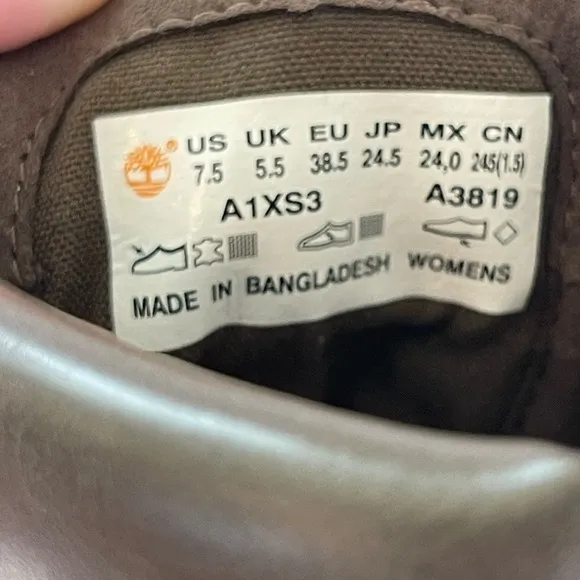 US UK EU JP MX CN
7.5 5.5 38.5 24.5 24,0 245(1.5)
A1XS3 A3819
MADE IN BANGLADESH WOMENS